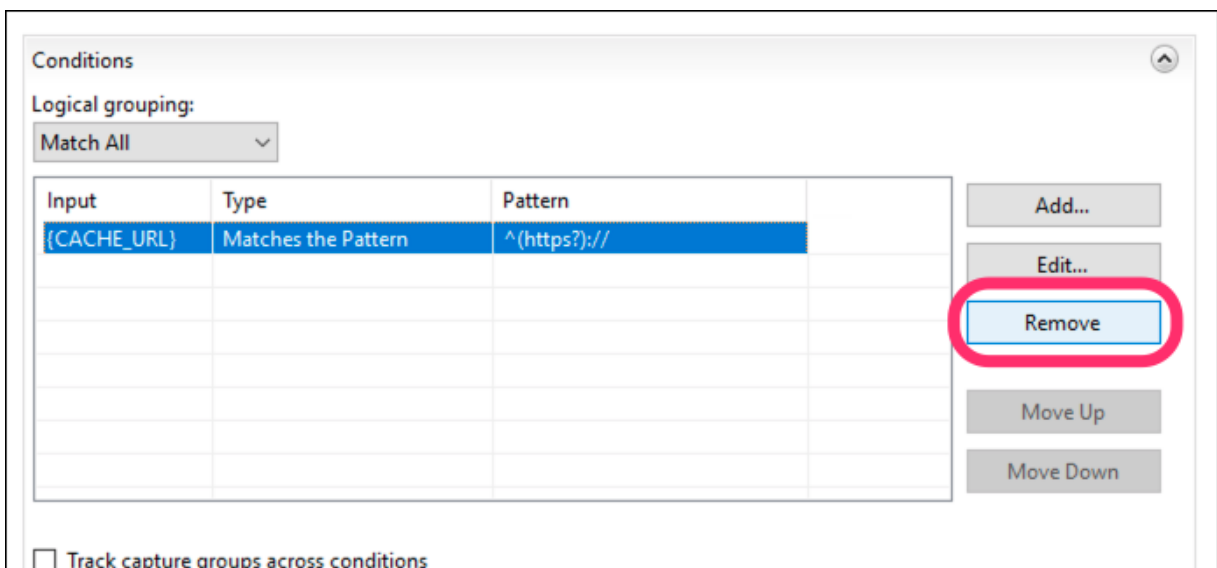 Conditions
Logical grouping:
Match All
Input Type Pattern
{CACHE_URL} Matches the Pattern ^(https?)://
Add...
Edit...
Remove
Move Up
Move Down
Track capture groups across conditions